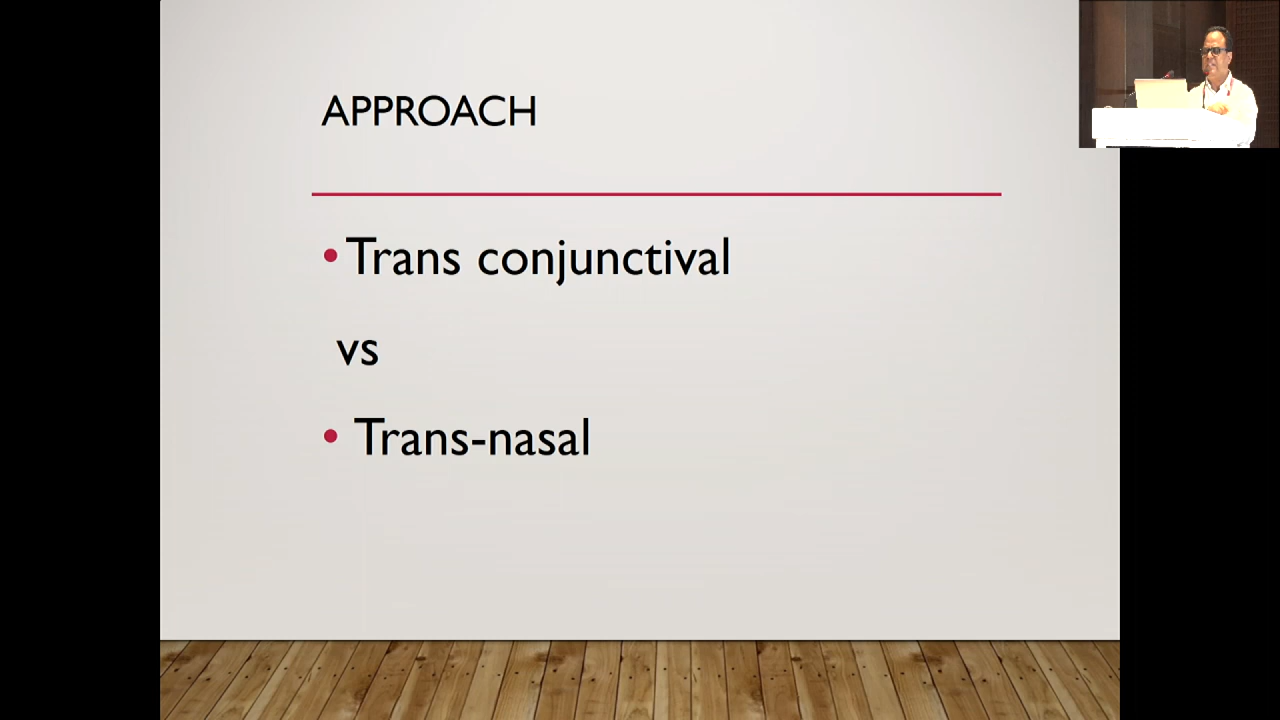 APPROACH
• Trans conjunctival
vs
• Trans-nasal